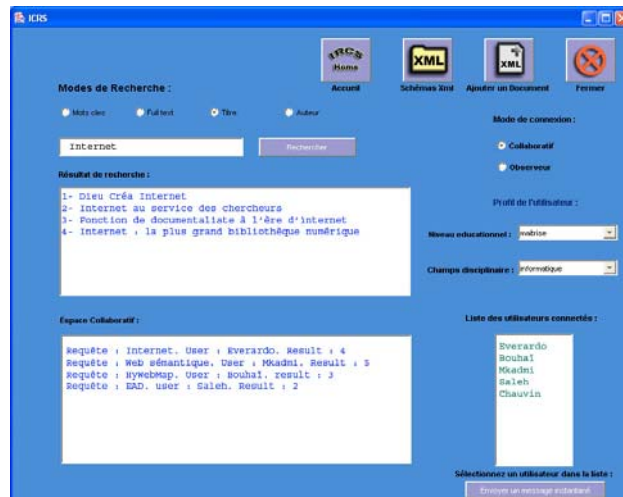 ICRS
IRCS
Home
XML
XML
Accueil
Schémas Xml
Ajouter un Document
Fermer
Modes de Recherche :
Mots cles
Full text
Titre
Auteur
Mode de connexion :
Internet
Rechercher
Collaboratif
Observeur
Résultat de recherche :
1- Dieu Créa Internet
2- Internet au service des chercheurs
3- Fonction de documentaliste à l'ère d'internet
4- Internet : la plus grand bibliothèque numérique
Profil de l'utilisateur :
Niveau educationnel : maitrise
Champs disciplinaire : informatique
Espace Collaboratif :
Liste des utilisateurs connectés :
Requête : Internet. User : Everardo. Result : 4
Requête : Web sémantique. User : Mkadmi. Result : 5
Requête : HyWebMap. User : Bouhaï. result : 3
Requête : EAD. user : Saleh. Result : 2
Everardo
Bouhaï
Mkadmi
Saleh
Chauvin
Sélectionnez un utilisateur dans la liste :
Envoyer un message instantané